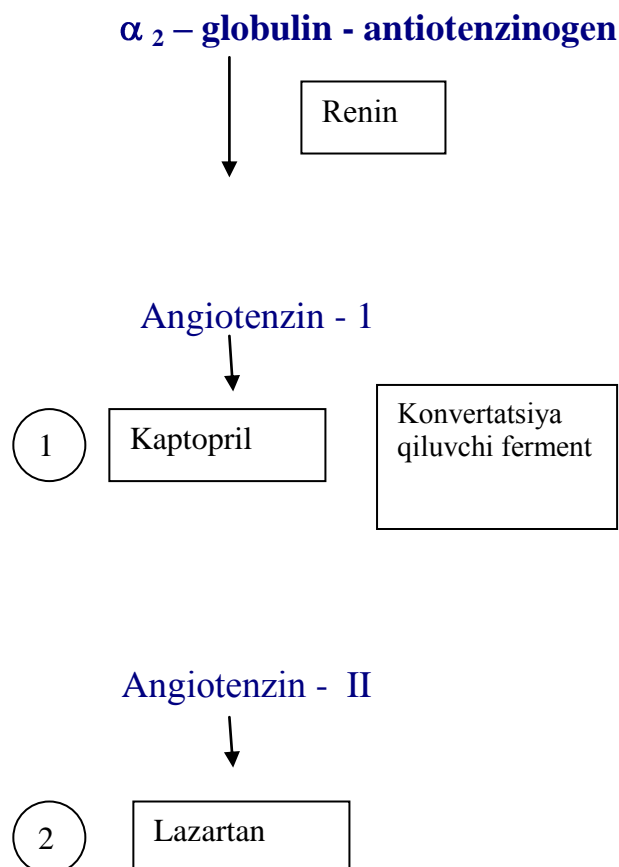 α 2 – globulin - antiotenzinogen
Renin
Angiotenzin - 1
1
Kaptopril
Konvertatsiya
qiluvchi ferment
Angiotenzin - II
2
Lazartan